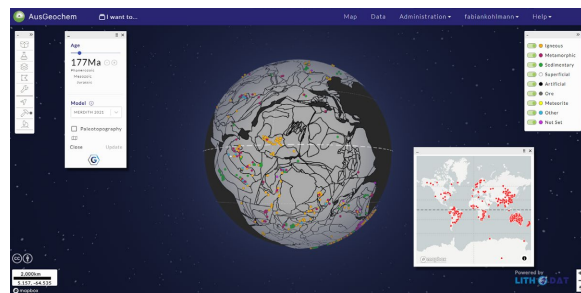 AusGeochem
I want to...
Map
Data
Administration
fabiankohlmann
Help
Age
177Ma
Phanerozoic
Mesozoic,
Jurassic
Model
MERDITH 2021
Paleotopography
Close
Update
Igneous
Metamorphic
Sedimentary
Superficial
Artificial
Ore
Meteorite
Other
Not Set
mapbox
2,000km
5.157, -64.535
mapbox
Powered by
LITHODAT